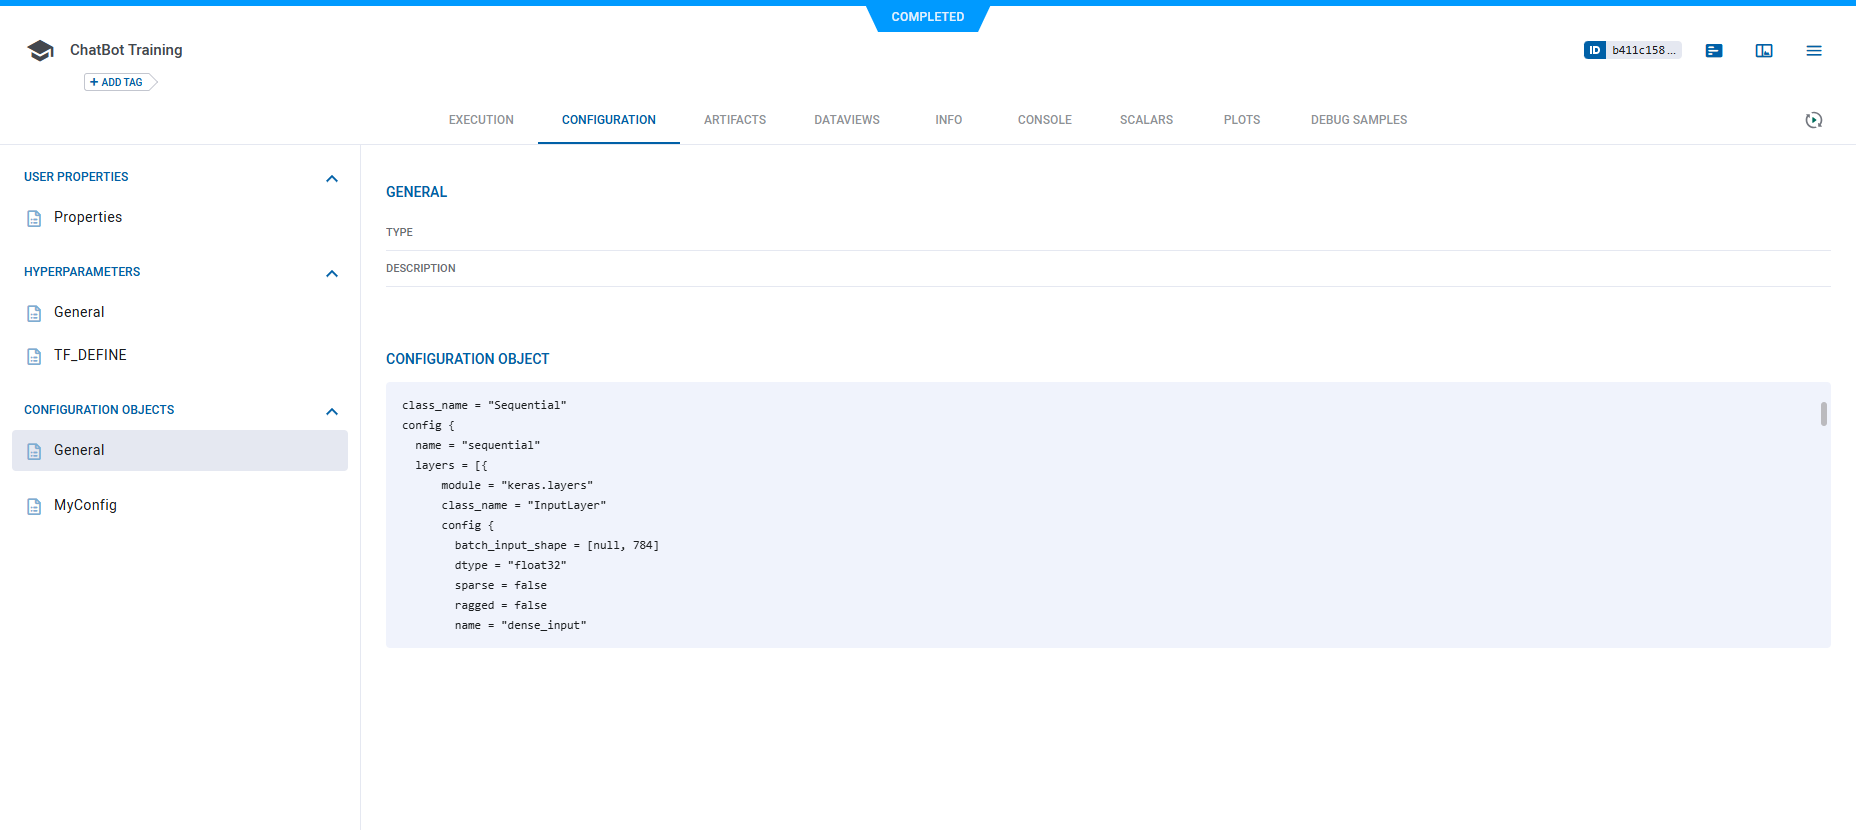 COMPLETED
ChatBot Training
ID b411c158...
+ ADD TAG
EXECUTION CONFIGURATION ARTIFACTS DATAVIEWS INFO CONSOLE SCALARS PLOTS DEBUG SAMPLES
USER PROPERTIES
Properties
HYPERPARAMETERS
General
TF_DEFINE
CONFIGURATION OBJECTS
General
MyConfig
GENERAL
TYPE
DESCRIPTION
CONFIGURATION OBJECT
class_name = "Sequential"
config {
name = "sequential"
layers = [{
module = "keras.layers"
class_name = "InputLayer"
config {
batch_input_shape = [null, 784]
dtype = "float32"
sparse = false
ragged = false
name = "dense_input"